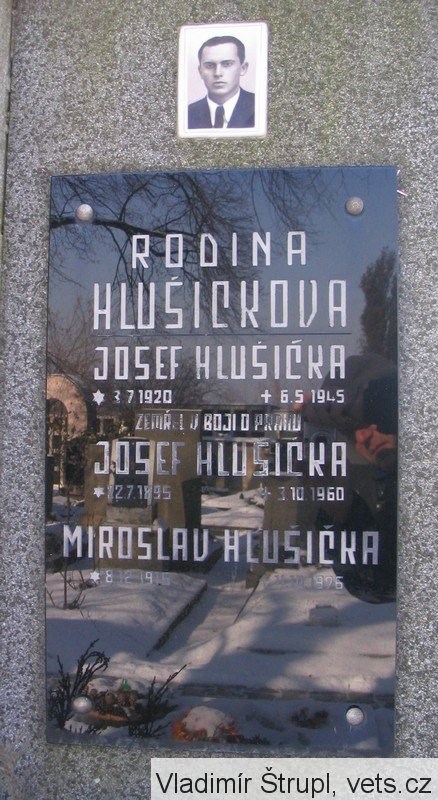 RODINA
HLUŠIČKOVA
JOSEF HLUŠIČKA
3.7.1920 + 6.5.1945
ZEMŘEL V BOJI O PRAHU
JOSEF HLUŠIČKA
12.7.1895 + 3.10.1960
MIROSLAV HLUŠIČKA
Vladimír Štrupl, vets.cz